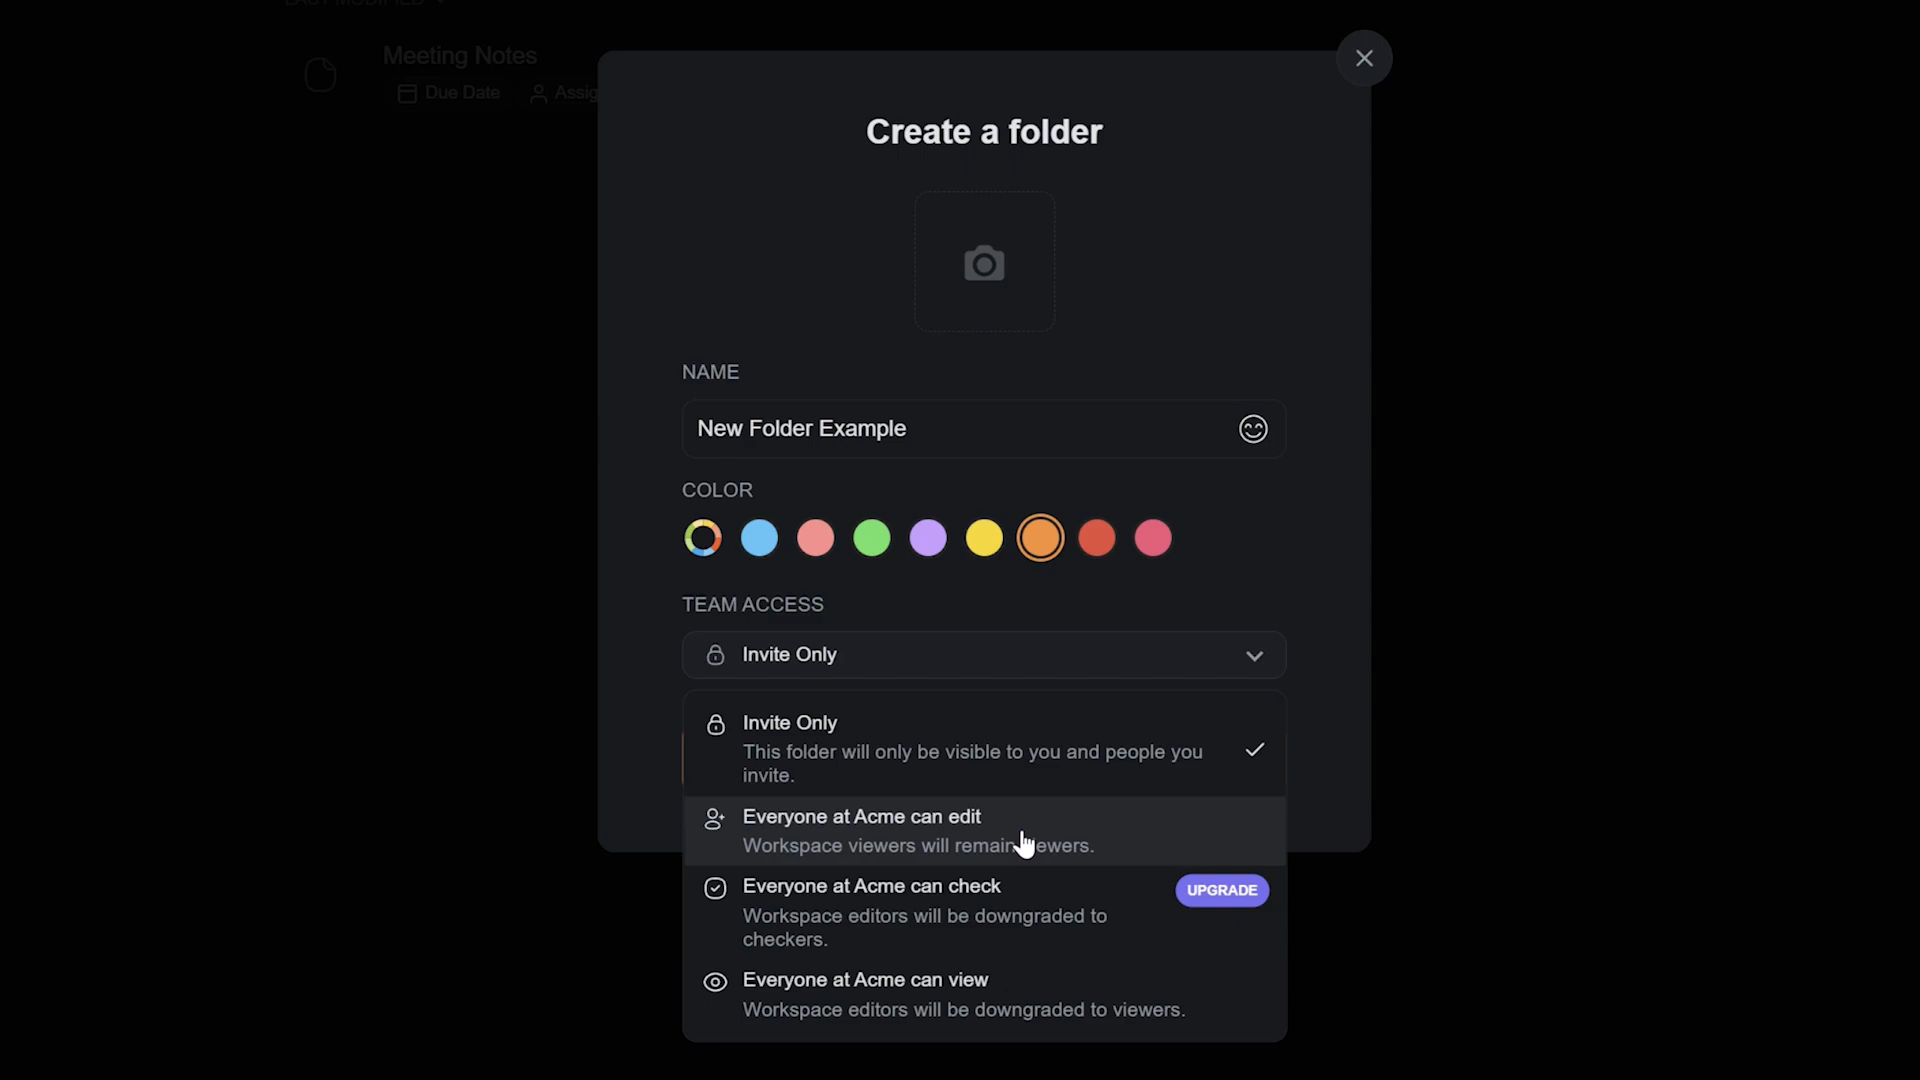 Meeting Notes
Due Date
Assig
Create a folder
NAME
New Folder Example
COLOR
TEAM ACCESS
Invite Only
Invite Only
This folder will only be visible to you and people you
invite.
Everyone at Acme can edit
Workspace viewers will remain ewers.
Everyone at Acme can check
UPGRADE
Workspace editors will be downgraded to
checkers.
Everyone at Acme can view
Workspace editors will be downgraded to viewers.